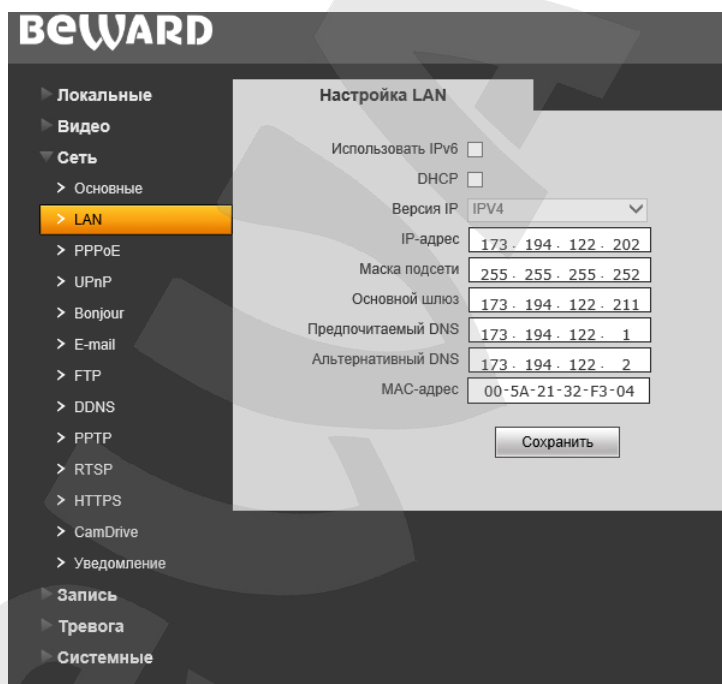 BEWARD
Локальные
Видео
Сеть
> Основные
> LAN
> PPPoE
> UPnP
> Bonjour
> E-mail
> FTP
> DDNS
> PPTP
> RTSP
> HTTPS
> CamDrive
> Уведомление
Запись
Тревога
Системные
Настройка LAN
Использовать IPv6
DHCP
Версия IP IPV4
IP-адрес 173 . 194 . 122 . 202
Маска подсети 255 . 255 . 255 . 252
Основной шлюз 173 . 194 . 122 . 211
Предпочитаемый DNS 173 . 194 . 122 . 1
Альтернативный DNS 173 . 194 . 122 . 2
MAC-адрес 00-5A-21-32-F3-04
Сохранить